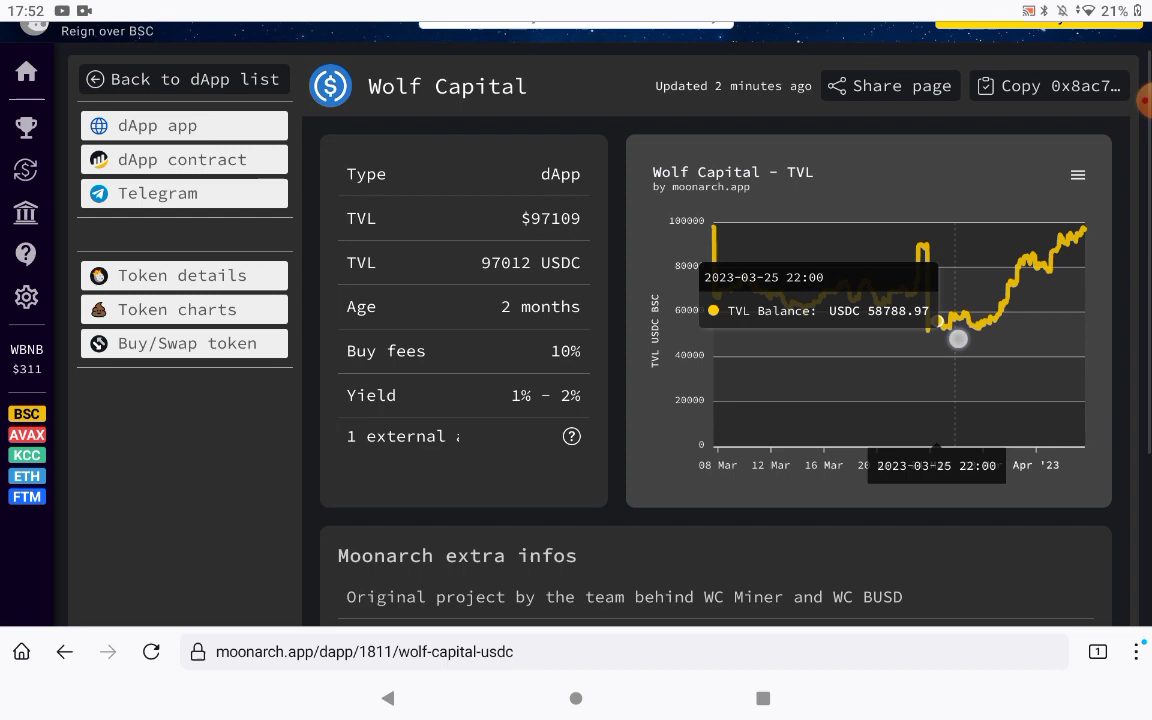 17:52
21%
Reign over BSC
Back to dApp list
Wolf Capital
Updated 2 minutes ago
Share page
Copy 0x8ac7…
dApp app
dApp contract
Telegram
Token details
Token charts
Buy/Swap token
WBNB
$311
BSC
AVAX
KCC
ETH
FTM
Type dApp
TVL $97109
TVL 97012 USDC
Age 2 months
Buy fees 10%
Yield 1% - 2%
1 external
Wolf Capital - TVL
by moonarch.app
100000
8000
6000
40000
20000
0
TVL USDC BSC
2023-03-25 22:00
TVL Balance: USDC 58788.97
08 Mar 12 Mar 16 Mar 20 2023-03-25 22:00 Apr '23
Moonarch extra infos
Original project by the team behind WC Miner and WC BUSD
moonarch.app/dapp/1811/wolf-capital-usdc
1